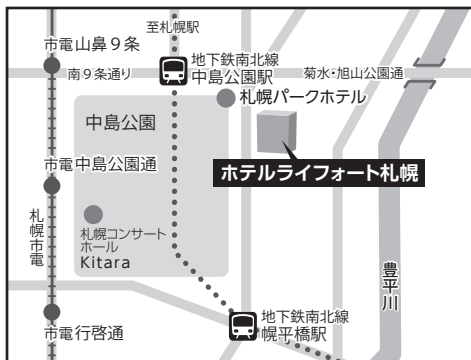 至札幌駅
市電山鼻9条
地下鉄南北線
中島公園駅
南9条通り
菊水・旭山公園通
札幌パークホテル
中島公園
市電中島公園通
ホテルライフォート札幌
札幌市電
札幌コンサート
ホール
Kitara
豊平川
地下鉄南北線
幌平橋駅
市電行啓通